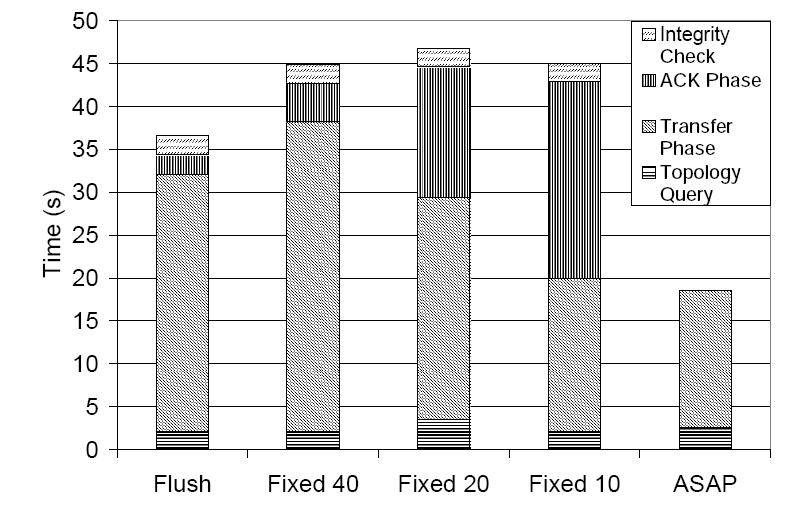 50
45
40
35
30
25
20
15
10
5
0
Time (s)
Integrity
Check
ACK Phase
Transfer
Phase
Topology
Query
Flush
Fixed 40
Fixed 20
Fixed 10
ASAP